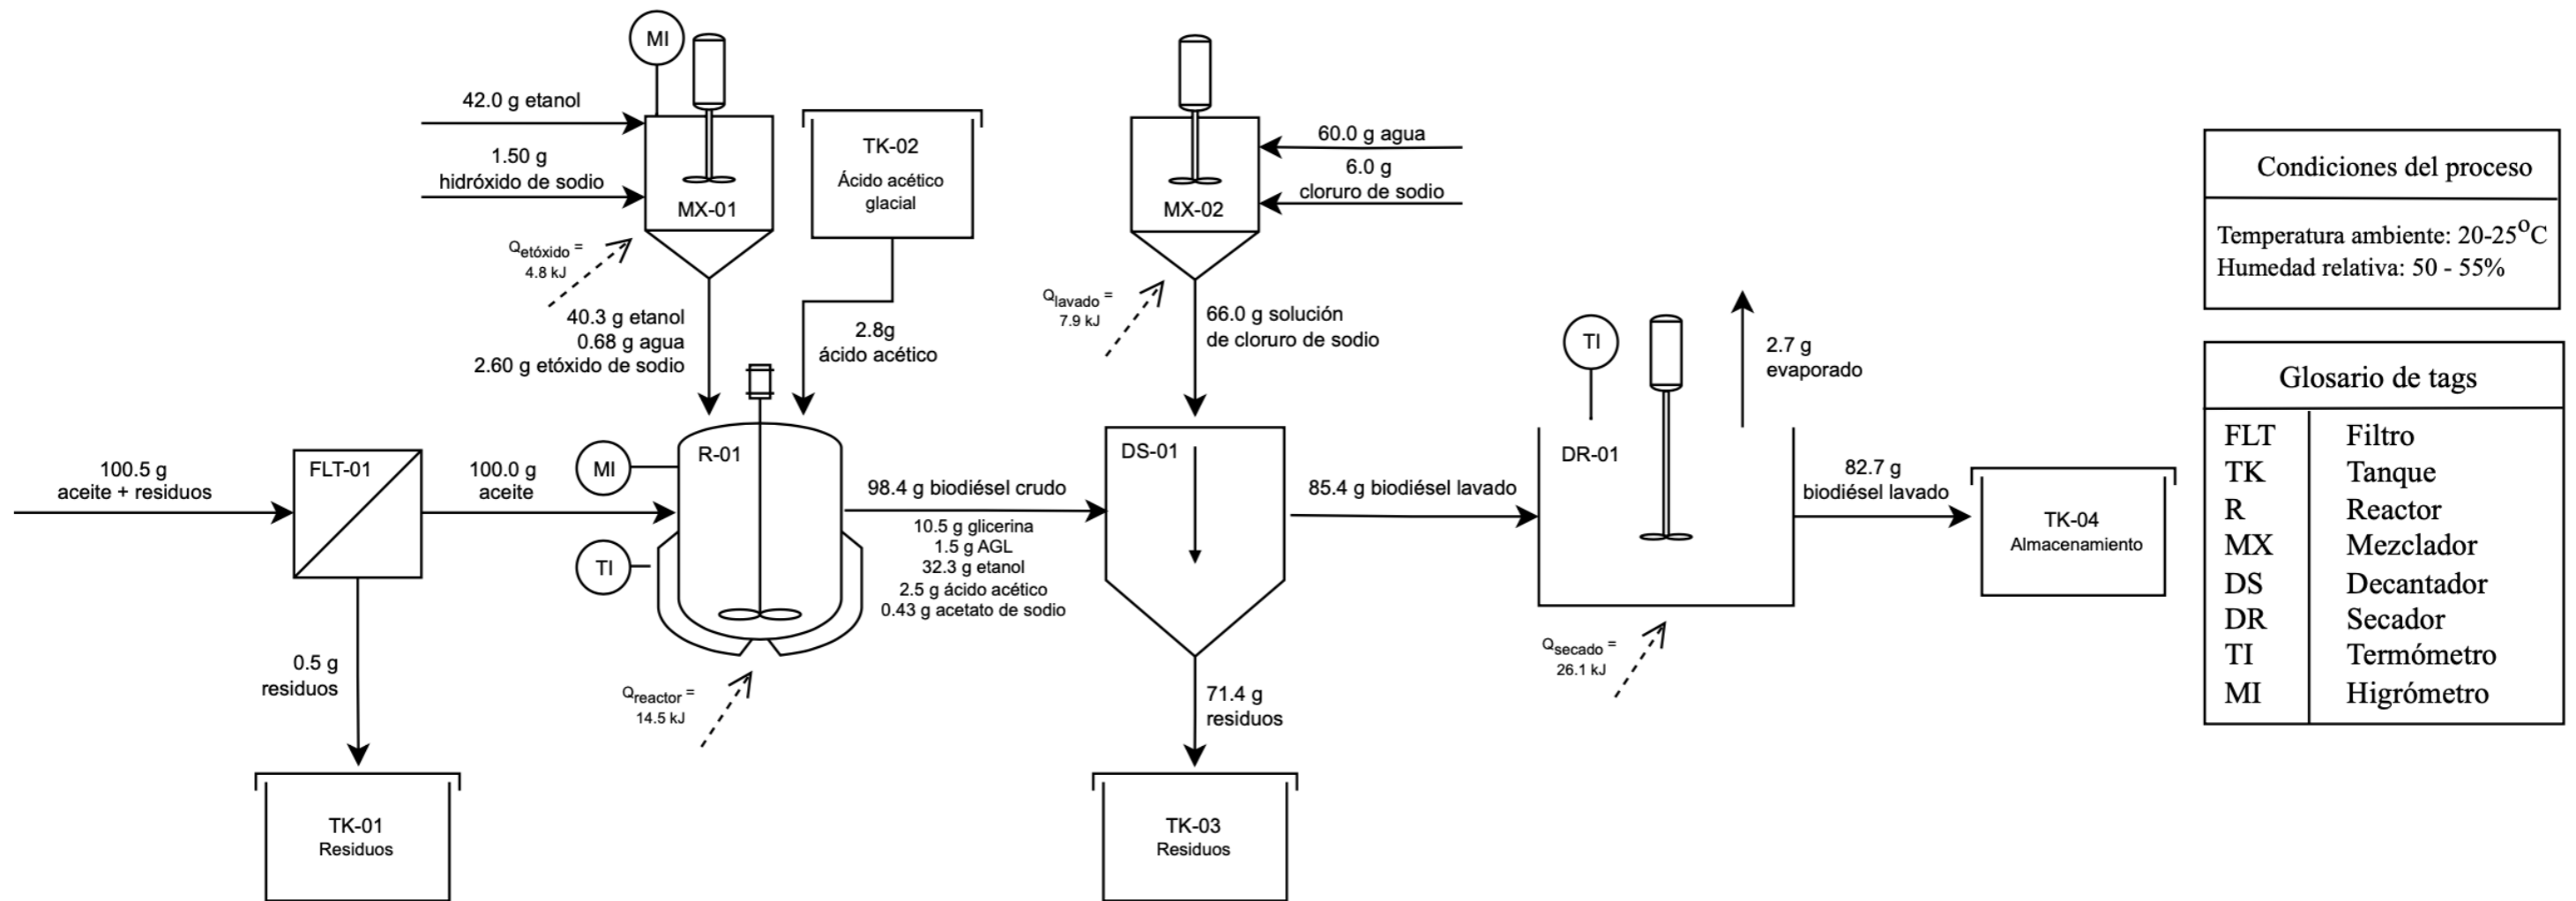 MI
42.0 g etanol
1.50 g
hidróxido de sodio
MX-01
Qetóxido =
4.8 kJ
40.3 g etanol
0.68 g agua
2.60 g etóxido de sodio
TK-02
Ácido acético
glacial
2.8g
ácido acético
MX-02
60.0 g agua
6.0 g
cloruro de sodio
Qlavado =
7.9 kJ
66.0 g solución
de cloruro de sodio
100.5 g
aceite + residuos
FLT-01
100.0 g
aceite
0.5 g
residuos
TK-01
Residuos
MI
TI
R-01
Qreactor =
14.5 kJ
98.4 g biodiésel crudo
10.5 g glicerina
1.5 g AGL
32.3 g etanol
2.5 g ácido acético
0.43 g acetato de sodio
DS-01
71.4 g
residuos
TK-03
Residuos
85.4 g biodiésel lavado
TI
DR-01
2.7 g
evaporado
Qsecado =
26.1 kJ
82.7 g
biodiésel lavado
TK-04
Almacenamiento
Condiciones del proceso
Temperatura ambiente: 20-25°C
Humedad relativa: 50 - 55%
Glosario de tags
FLT Filtro
TK Tanque
R Reactor
MX Mezclador
DS Decantador
DR Secador
TI Termómetro
MI Higrómetro